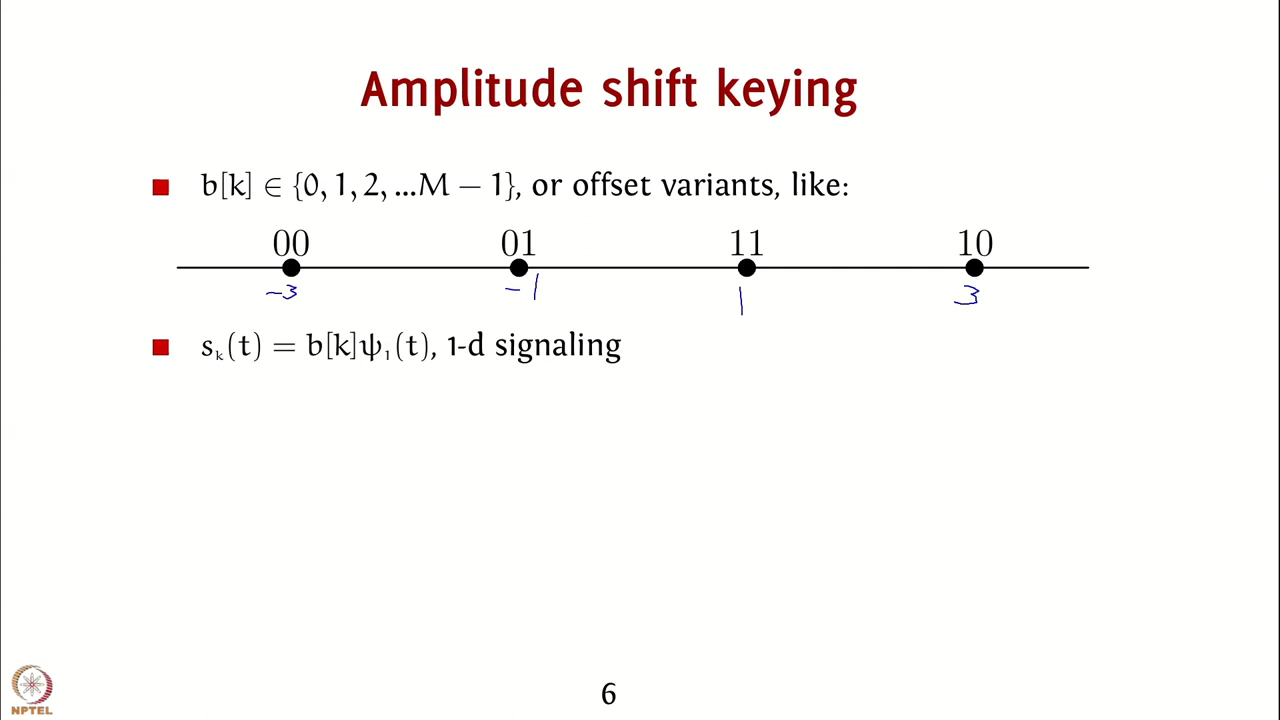 Amplitude shift keying
b[k] ∈ {0, 1, 2, ...M − 1}, or offset variants, like:
00 01 11 10
-3 -1 1 3
sₖ(t) = b[k]ψ₁(t), 1-d signaling
NPTEL
6